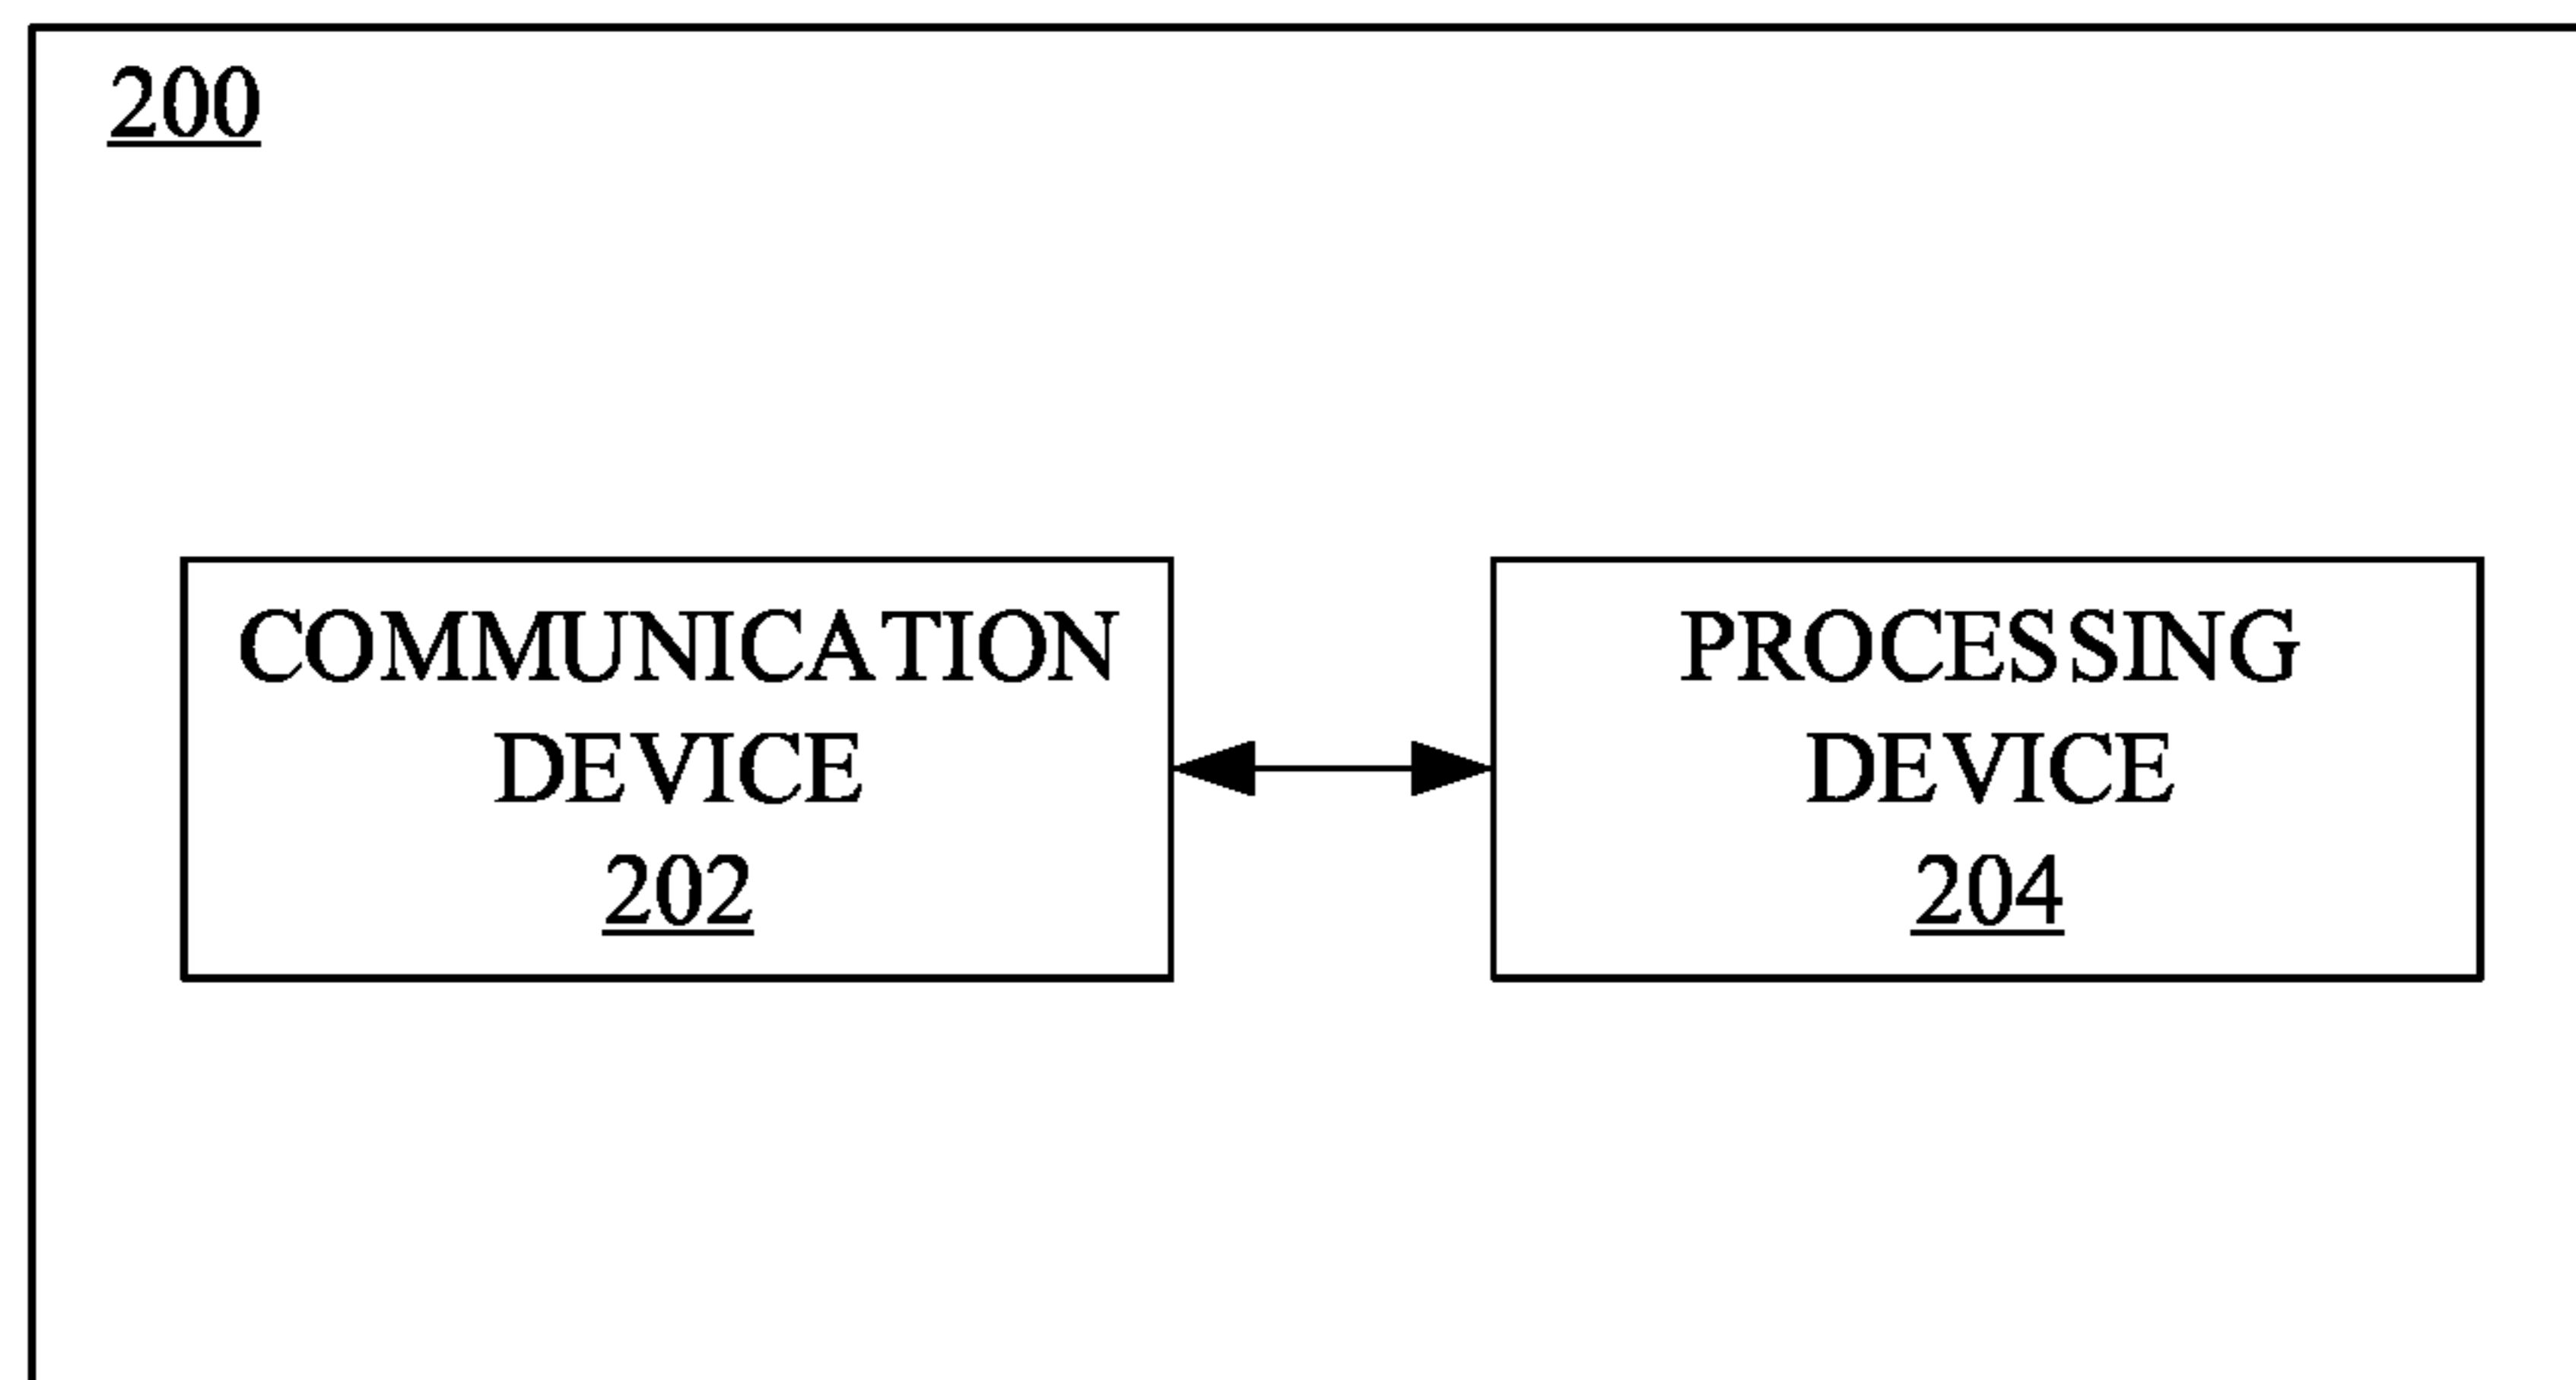 200
COMMUNICATION
DEVICE
202
PROCESSING
DEVICE
204